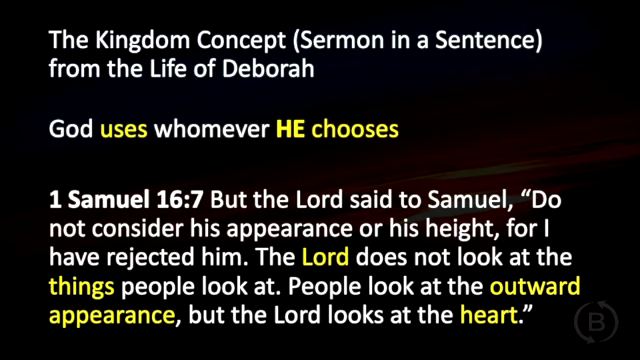 The Kingdom Concept (Sermon in a Sentence)
from the Life of Deborah
God uses whomever HE chooses
1 Samuel 16:7 But the Lord said to Samuel, “Do
not consider his appearance or his height, for I
have rejected him. The Lord does not look at the
things people look at. People look at the outward
appearance, but the Lord looks at the heart.”
B